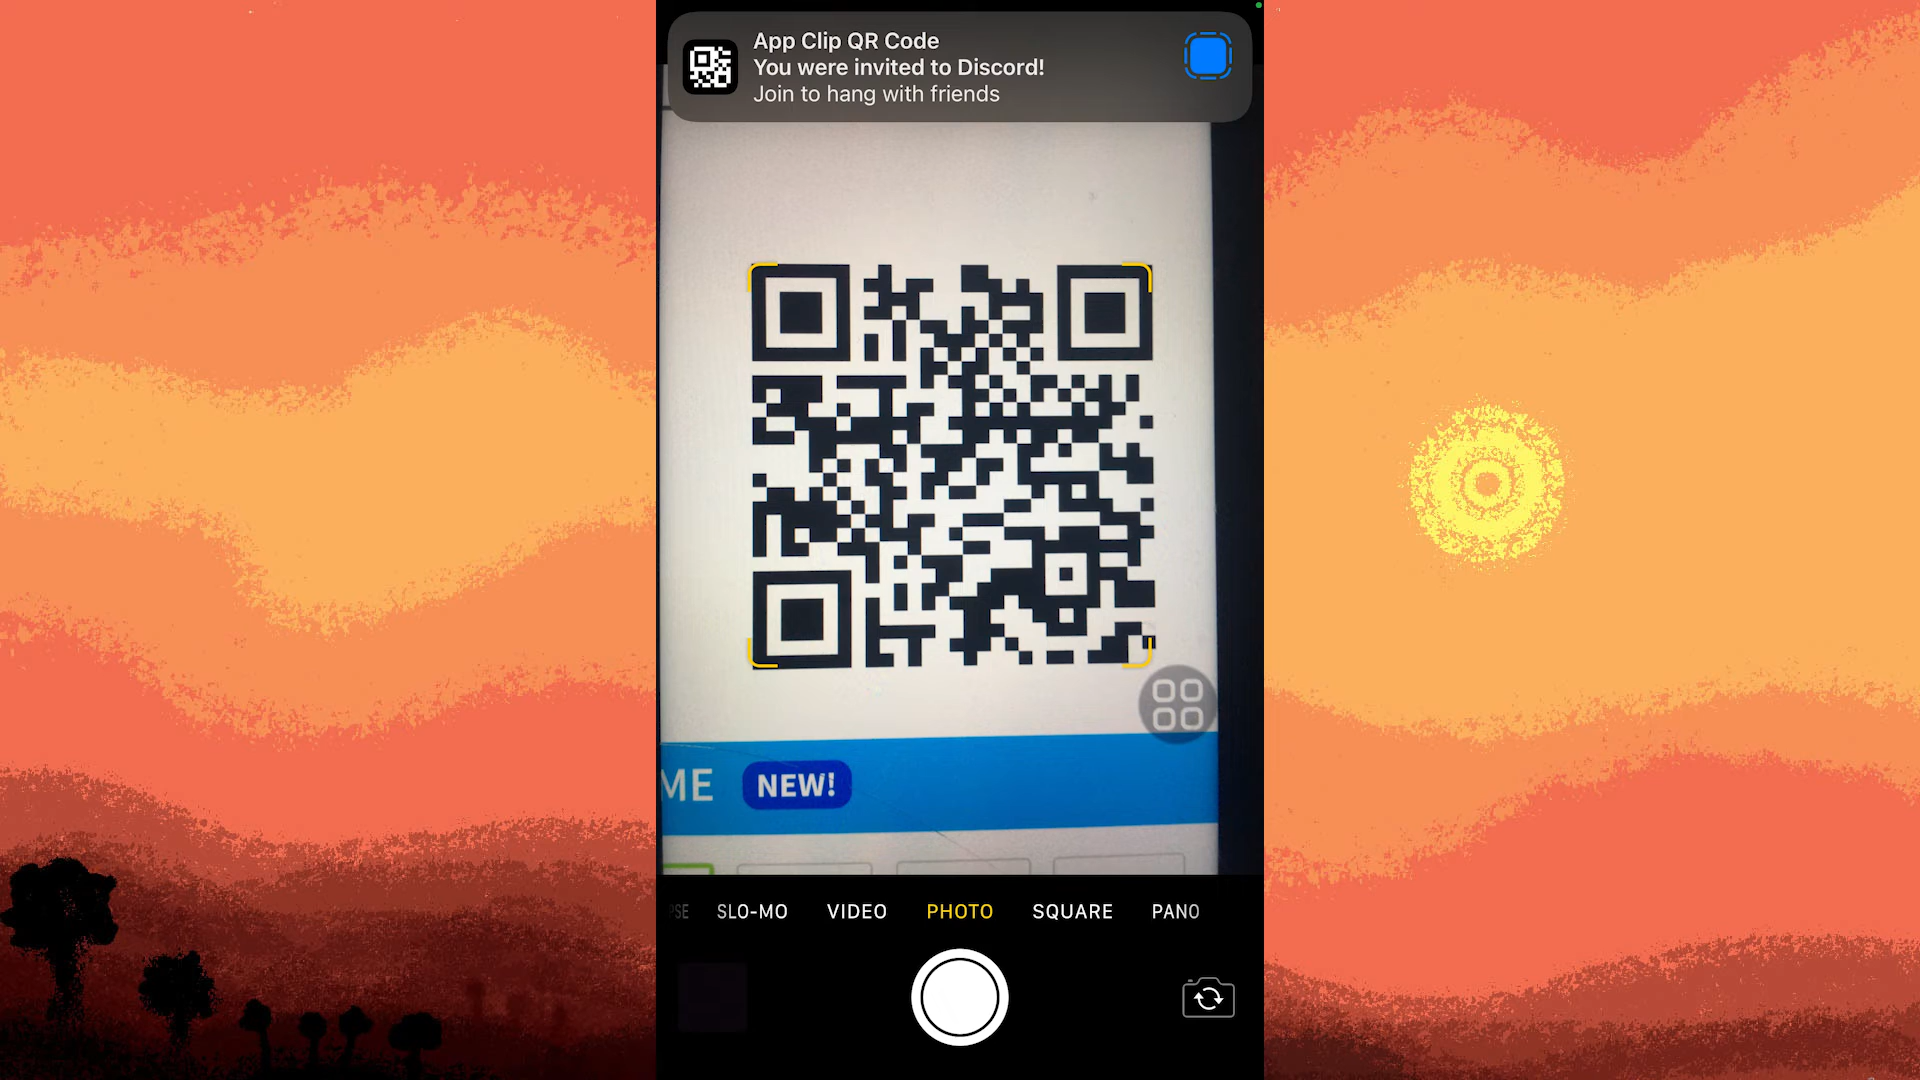 App Clip QR Code
You were invited to Discord!
Join to hang with friends
ME NEW!
PSE SLO-MO VIDEO PHOTO SQUARE PANO